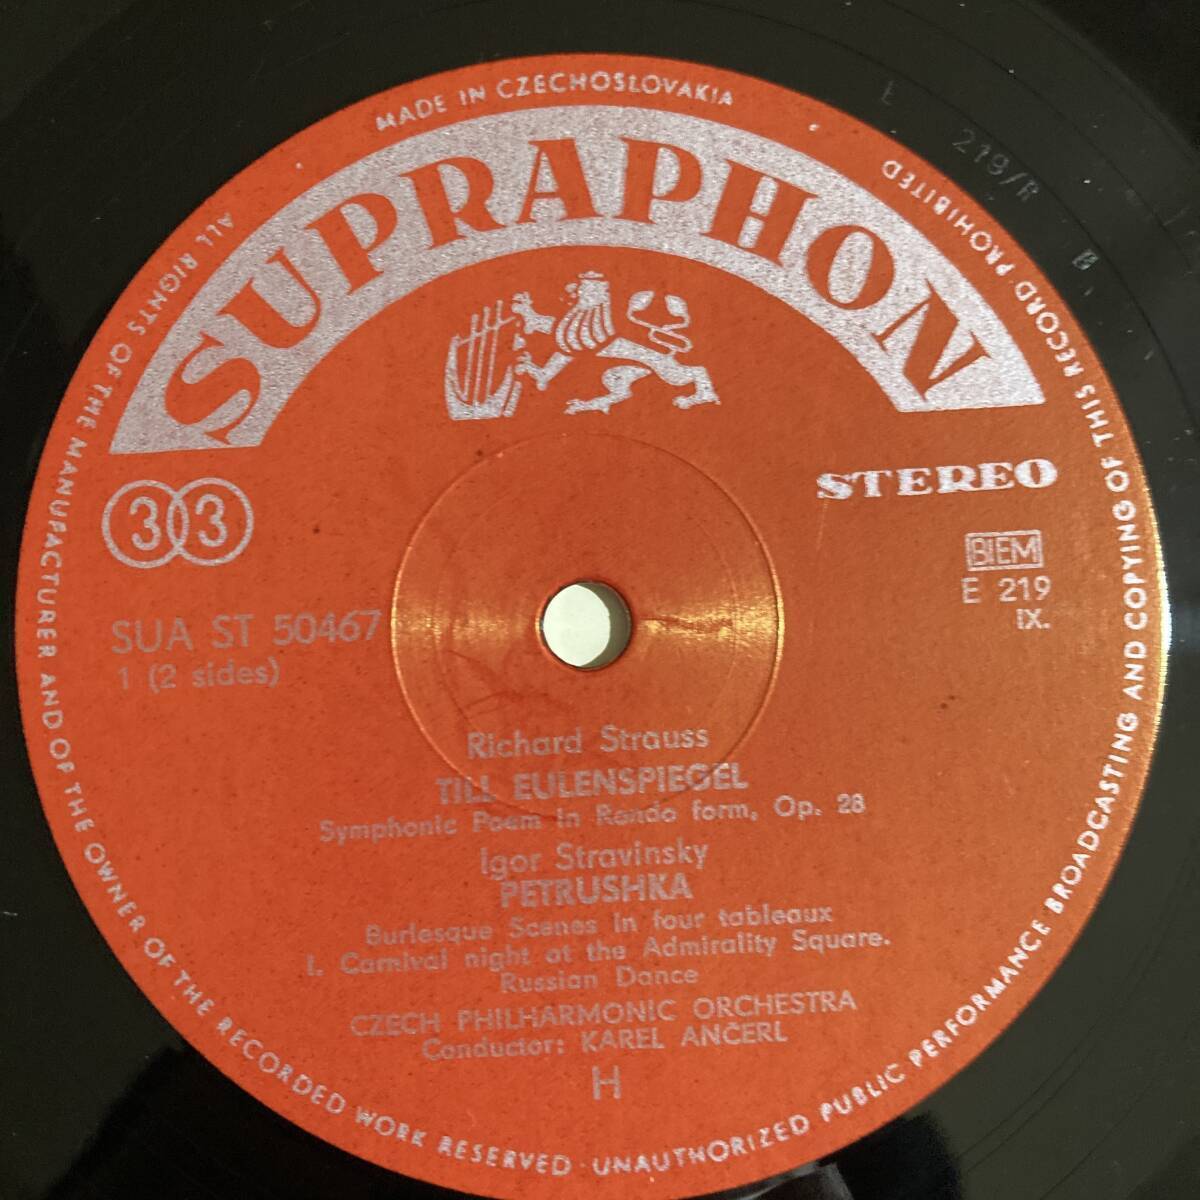 MADE IN CZECHOSLOVAKIA
SUPRAPHON
33
STEREO
BIEM
E 219
IX.
SUA ST 50467
1 (2 sides)
Richard Strauss
TILL EULENSPIEGEL
Symphonic Poem in Rondo form, Op. 28
Igor Stravinsky
PETRUSHKA
Burlesque Scenes in four tableaux
1. Carnival night at the Admirality Square.
Russian Dance
CZECH PHILHARMONIC ORCHESTRA
Conductor: KAREL ANČERL
H
ALL RIGHTS OF THE MANUFACTURER AND OF THE OWNER OF THE RECORDED WORK RESERVED · UNAUTHORIZED PUBLIC PERFORMANCE BROADCASTING AND COPYING OF THIS RECORD · PROHIBITED
E 219/R B